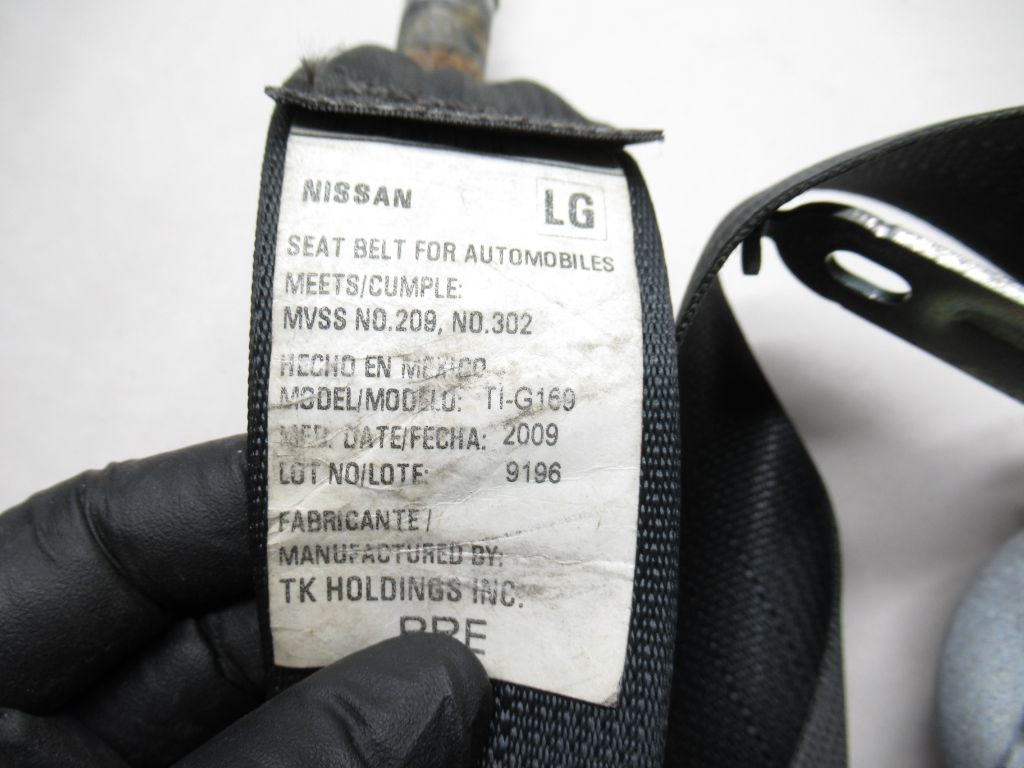 NISSAN LG
SEAT BELT FOR AUTOMOBILES
MEETS/CUMPLE:
MVSS NO.209, NO.302
HECHO EN MEXICO
MODEL/MODELO: TI-G169
DATE/FECHA: 2009
LOT NO/LOTE: 9196
FABRICANTE/
MANUFACTURED BY:
TK HOLDINGS INC.